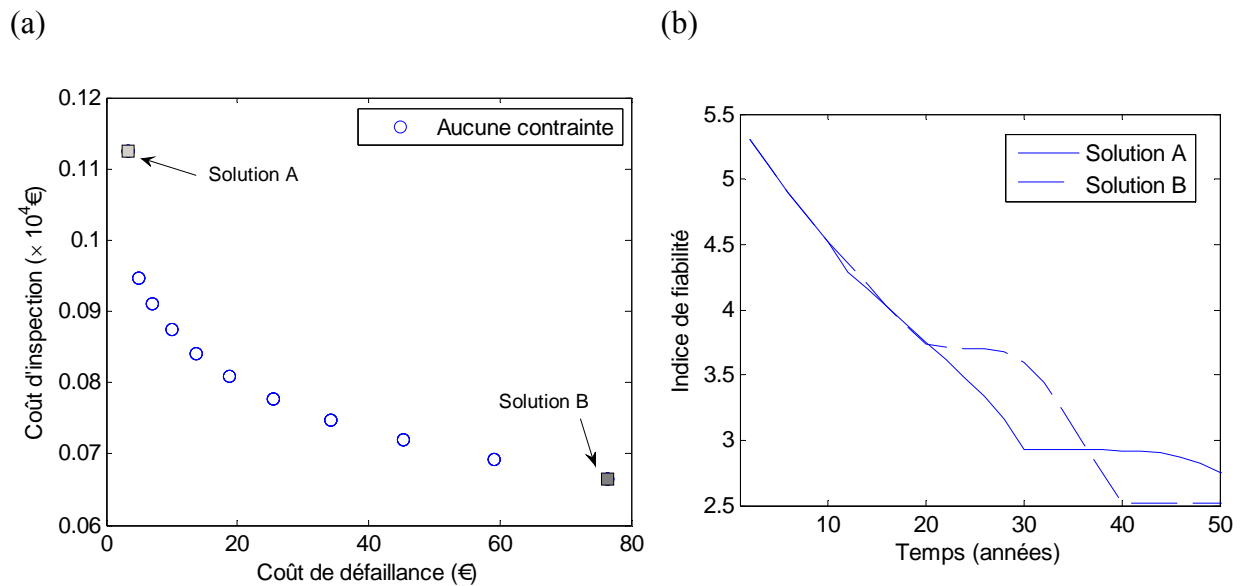 (a)
(b)
0.12
0.11
0.1
0.09
0.08
0.07
0.06
0
20
40
60
80
Coût d'inspection (× 10⁴€)
Coût de défaillance (€)
Aucune contrainte
Solution A
Solution B
5.5
5
4.5
4
3.5
3
2.5
10
20
30
40
50
Indice de fiabilité
Temps (années)
Solution A
Solution B